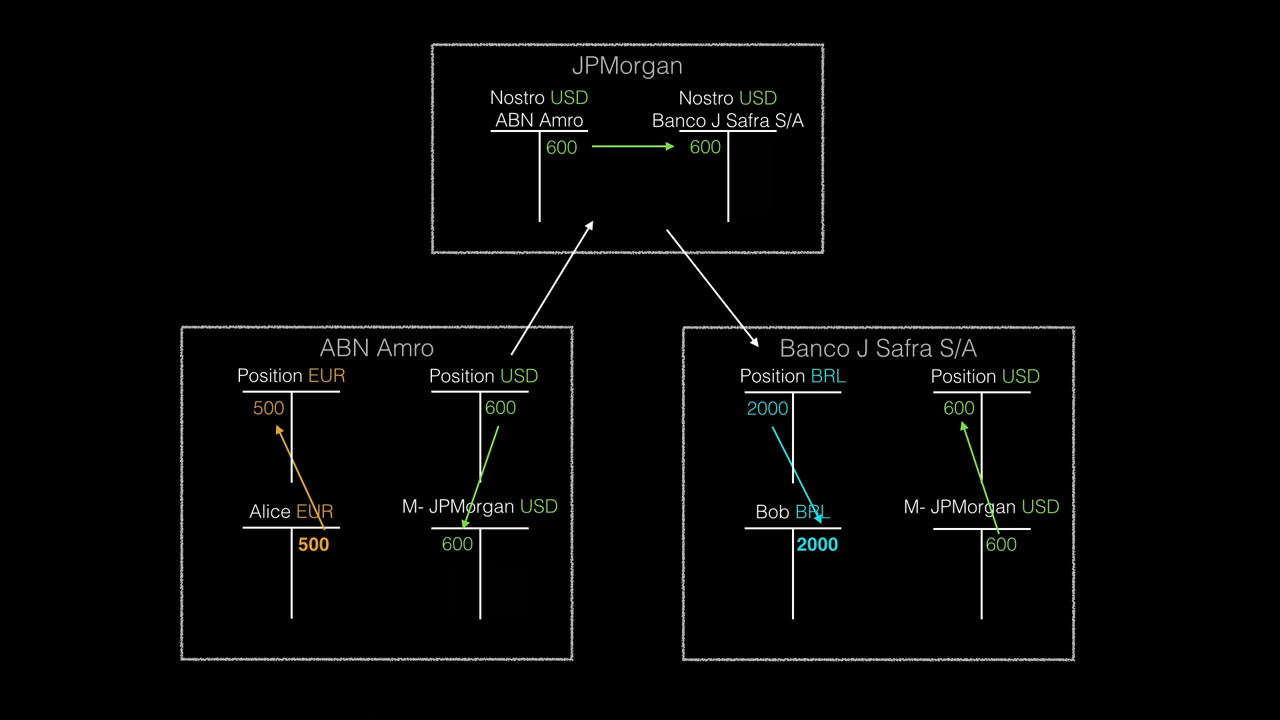 JPMorgan
Nostro USD
ABN Amro
600
Nostro USD
Banco J Safra S/A
600
ABN Amro
Position EUR
500
Position USD
600
Alice EUR
500
M- JPMorgan USD
600
Banco J Safra S/A
Position BRL
2000
Position USD
600
Bob BRL
2000
M- JPMorgan USD
600